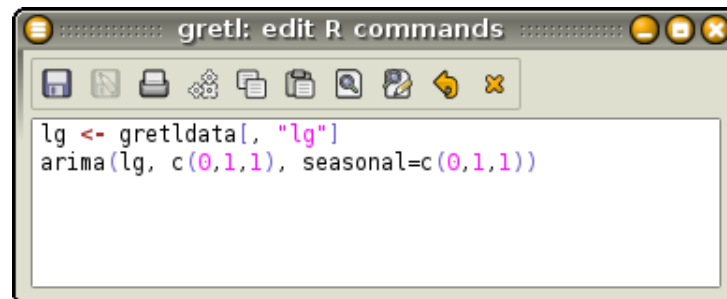 gretl: edit R commands
lg <- gretldata[, "lg"]
arima(lg, c(0,1,1), seasonal=c(0,1,1))